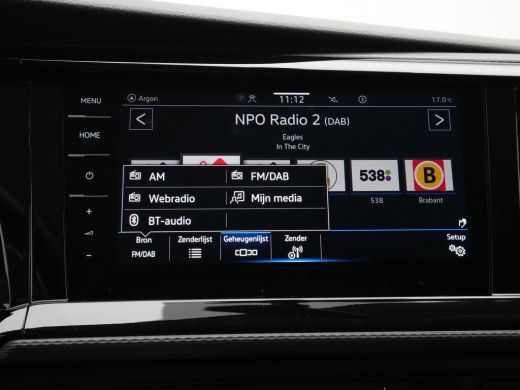 MENU
HOME
Argon
11:12
2
17.0°C
NPO Radio 2 (DAB)
Eagles
In The City
AM
FM/DAB
Webradio
Mijn media
BT-audio
538
B
538
Brabant
Bron
FM/DAB
Zenderlijst
Geheugenlijst
Zender
Setup